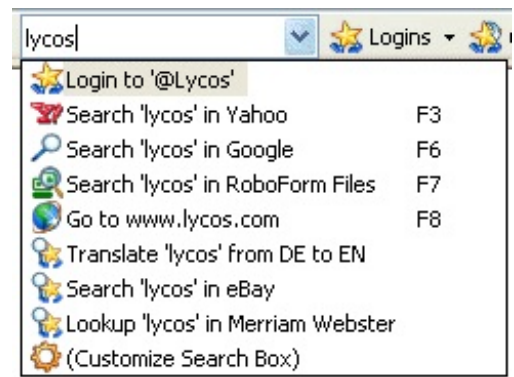 lycos Logins
Login to '@Lycos'
Search 'lycos' in Yahoo F3
Search 'lycos' in Google F6
Search 'lycos' in RoboForm Files F7
Go to www.lycos.com F8
Translate 'lycos' from DE to EN
Search 'lycos' in eBay
Lookup 'lycos' in Merriam Webster
(Customize Search Box)